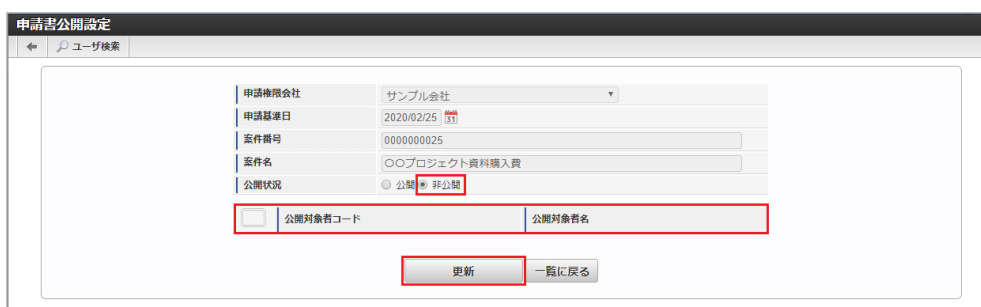 申請書公開設定
ユーザ検索
申請権限会社 サンプル会社
申請基準日 2020/02/25 31
案件番号 0000000025
案件名 〇〇プロジェクト資料購入費
公開状況 公開 非公開
公開対象者コード 公開対象者名
更新 一覧に戻る